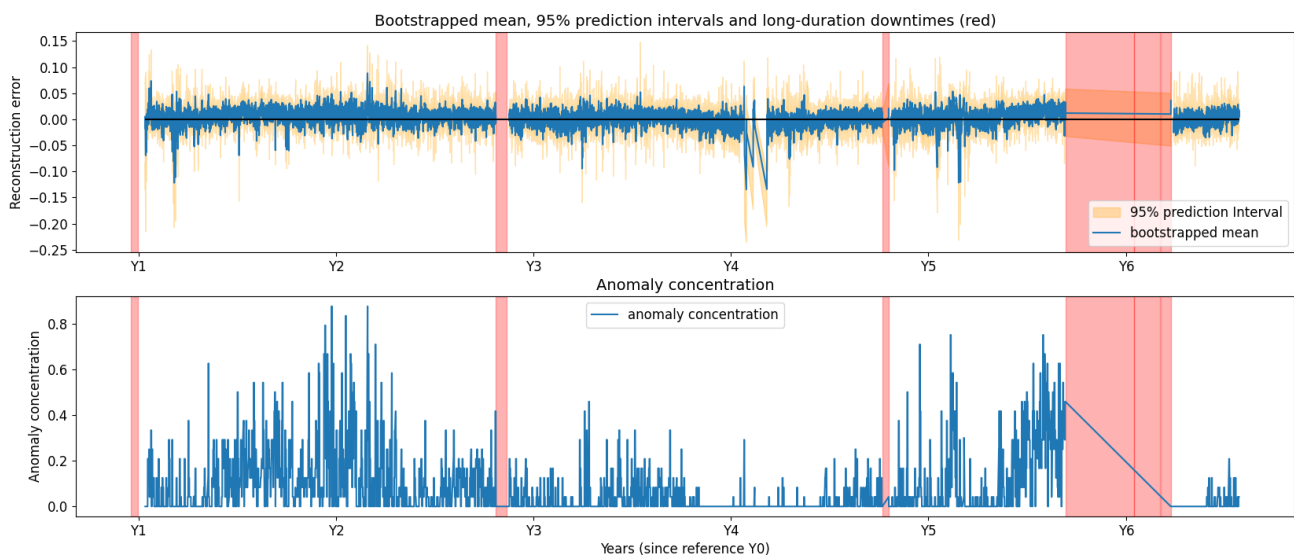 Bootstrapped mean, 95% prediction intervals and long-duration downtimes (red)
Reconstruction error
0.15
0.10
0.05
0.00
−0.05
−0.10
−0.15
−0.20
−0.25
95% prediction Interval
bootstrapped mean
Y1 Y2 Y3 Y4 Y5 Y6
Anomaly concentration
Anomaly concentration
0.8
0.6
0.4
0.2
0.0
anomaly concentration
Y1 Y2 Y3 Y4 Y5 Y6
Years (since reference Y0)